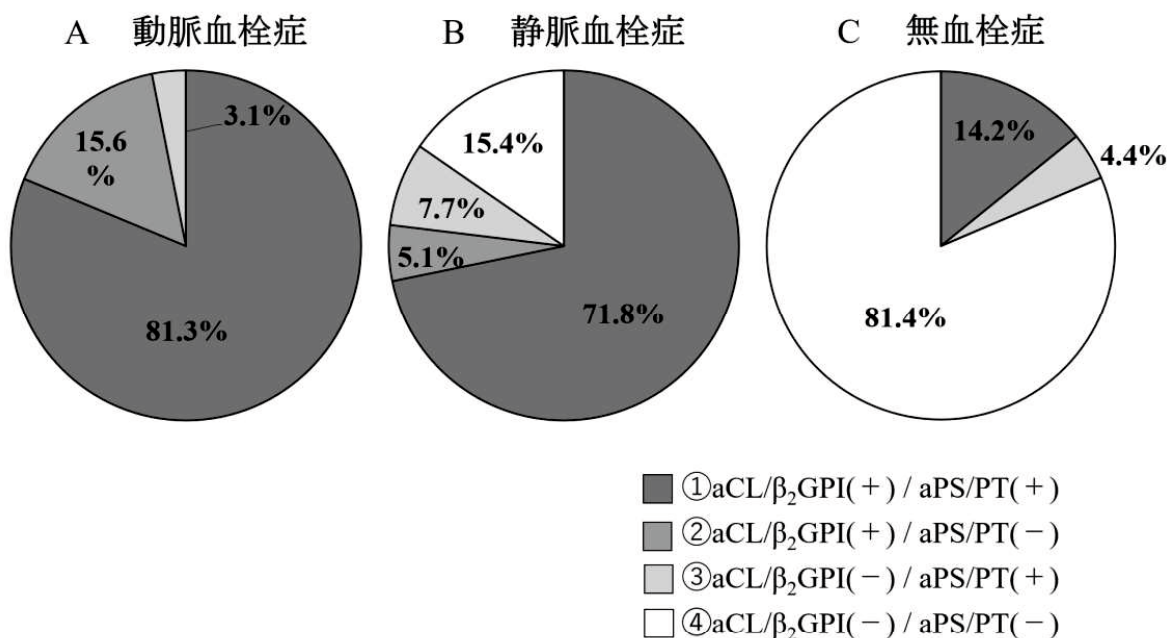 A 動脈血栓症
B 静脈血栓症
C 無血栓症
3.1%
15.6
%
81.3%
15.4%
7.7%
5.1%
71.8%
14.2%
4.4%
81.4%
①aCL/β₂GPI(+) / aPS/PT(+)
②aCL/β₂GPI(+) / aPS/PT(-)
③aCL/β₂GPI(-) / aPS/PT(+)
④aCL/β₂GPI(-) / aPS/PT(-)